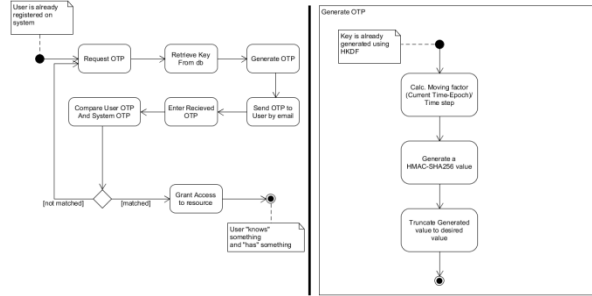 User is already
registered on
system
Request OTP
Retrieve Key
From db
Generate OTP
Compare User OTP
And System OTP
Enter Recieved
OTP
Send OTP to
User by email
[not matched]
[matched]
Grant Access
to resource
User "knows"
something
and "has" something
Generate OTP
Key is already
generated using
HKDF
Calc. Moving factor
(Current Time-Epoch)/
Time step
Generate a
HMAC-SHA256 value
Truncate Generated
value to desired
value